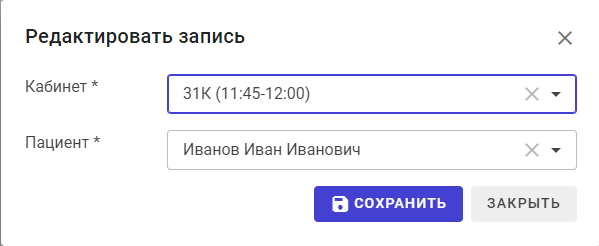 Редактировать запись
Кабинет *
31К (11:45-12:00)
Пациент *
Иванов Иван Иванович
СОХРАНИТЬ
ЗАКРЫТЬ